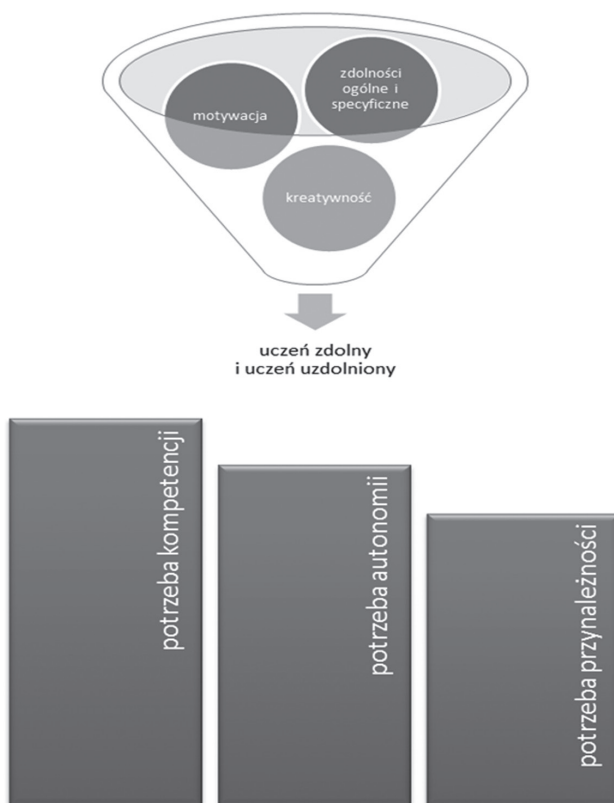 zdolności
ogólne i
specyficzne
motywacja
kreatywność
uczeń zdolny
i uczeń uzdolniony
potrzeba kompetencji
potrzeba autonomii
potrzeba przynależności